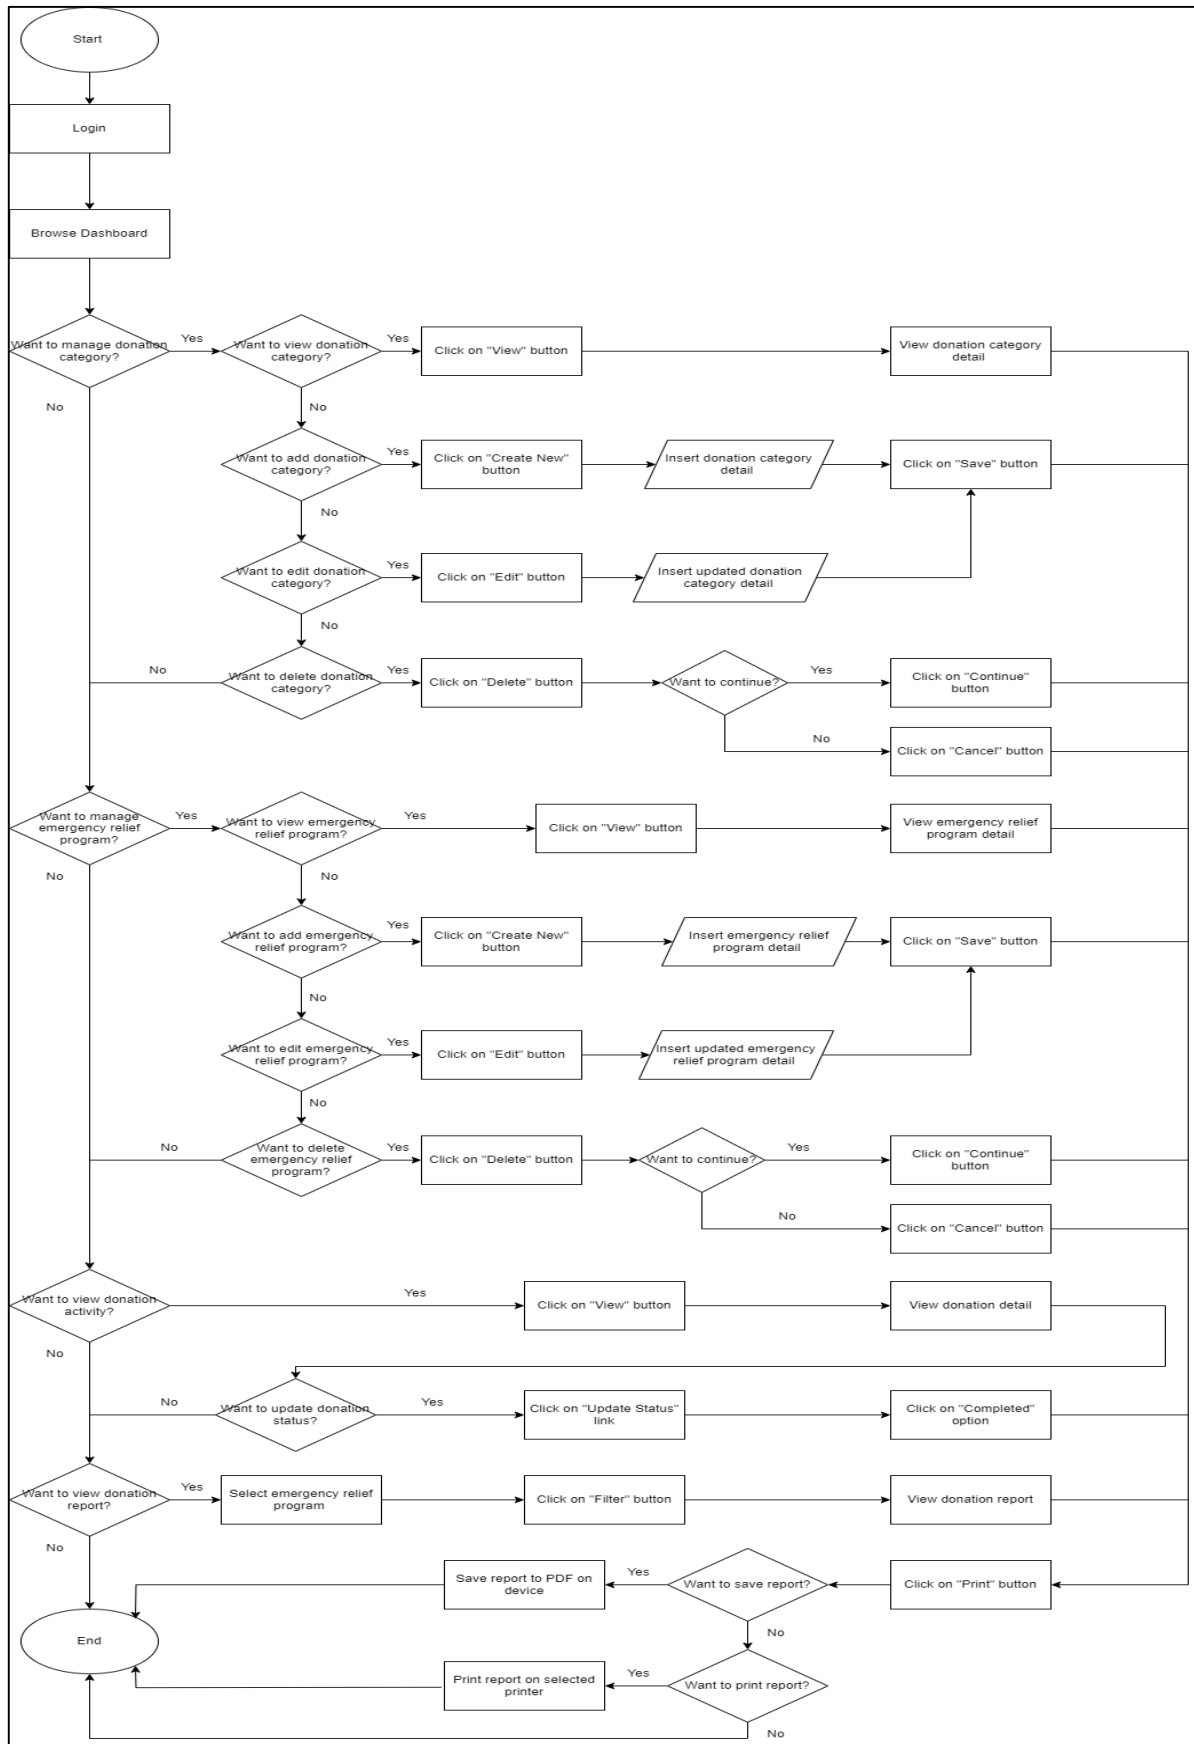 Start
Login
Browse Dashboard
Want to manage donation
category?
Yes
Want to view donation
category?
Yes
Click on "View" button
View donation category
detail
No
No
Want to add donation
category?
Yes
Click on "Create New"
button
Insert donation category
detail
Click on "Save" button
No
Want to edit donation
category?
Yes
Click on "Edit" button
Insert updated donation
category detail
No
No
Want to delete donation
category?
Yes
Click on "Delete" button
Want to continue?
Yes
Click on "Continue"
button
No
Click on "Cancel" button
Want to manage
emergency relief
program?
Yes
Want to view emergency
relief program?
Yes
Click on "View" button
View emergency relief
program detail
No
No
Want to add emergency
relief program?
Yes
Click on "Create New"
button
Insert emergency relief
program detail
Click on "Save" button
No
Want to edit emergency
relief program?
Yes
Click on "Edit" button
Insert updated emergency
relief program detail
No
No
Want to delete
emergency relief
program?
Yes
Click on "Delete" button
Want to continue?
Yes
Click on "Continue"
button
No
Click on "Cancel" button
Want to view donation
activity?
Yes
Click on "View" button
View donation detail
No
No
Want to update donation
status?
Yes
Click on "Update Status"
link
Click on "Completed"
option
Want to view donation
report?
Yes
Select emergency relief
program
Click on "Filter" button
View donation report
No
Save report to PDF on
device
Yes
Want to save report?
Click on "Print" button
No
End
Print report on selected
printer
Yes
Want to print report?
No